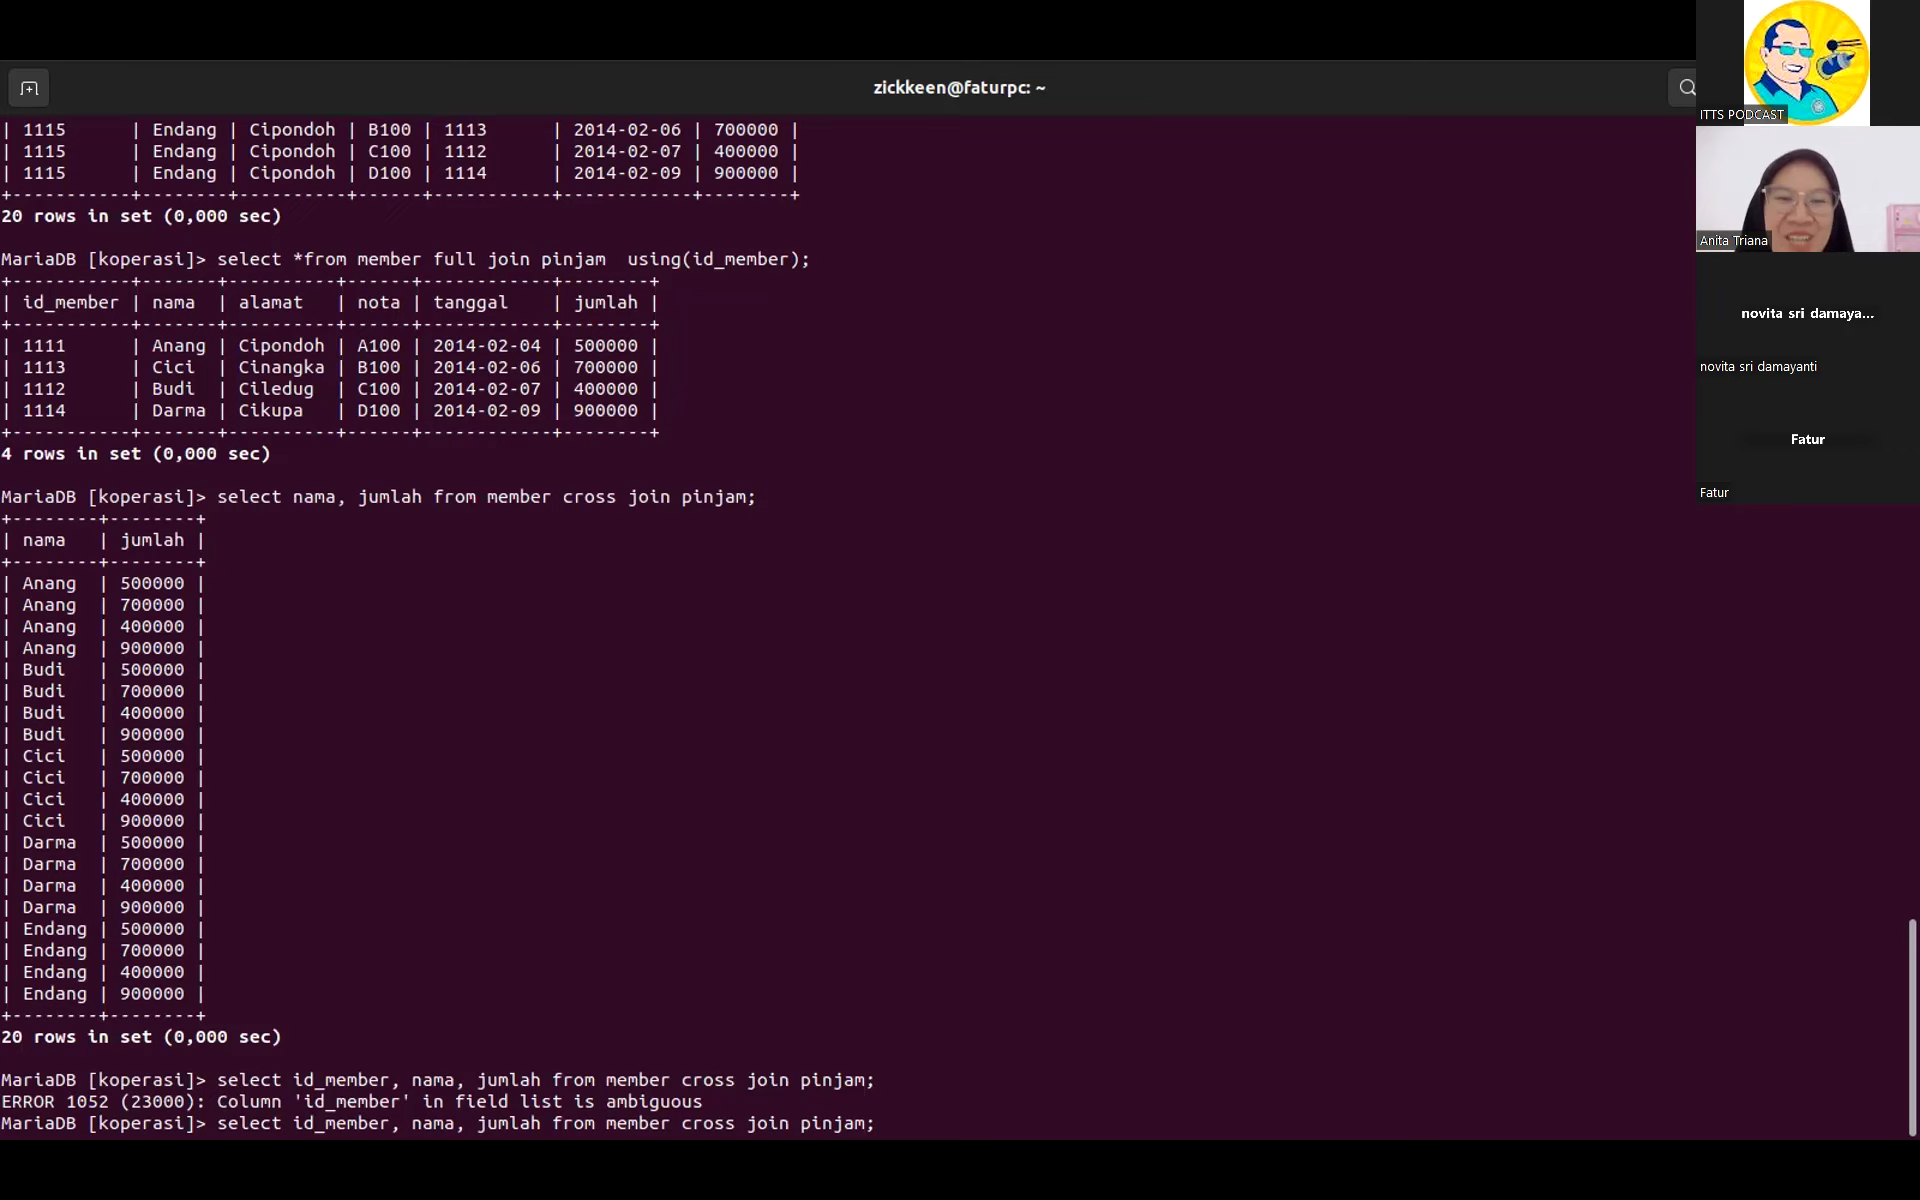 zickkeen@faturpc: ~
| 1115      | Endang | Cipondoh | B100 | 1113      | 2014-02-06 | 700000 |
| 1115      | Endang | Cipondoh | C100 | 1112      | 2014-02-07 | 400000 |
| 1115      | Endang | Cipondoh | D100 | 1114      | 2014-02-09 | 900000 |
+-----------+--------+----------+------+-----------+------------+--------+
20 rows in set (0,000 sec)
MariaDB [koperasi]> select *from member full join pinjam  using(id_member);
+-----------+-------+----------+------+------------+--------+
| id_member | nama  | alamat   | nota | tanggal    | jumlah |
+-----------+-------+----------+------+------------+--------+
| 1111      | Anang | Cipondoh | A100 | 2014-02-04 | 500000 |
| 1113      | Cici  | Cinangka | B100 | 2014-02-06 | 700000 |
| 1112      | Budi  | Ciledug  | C100 | 2014-02-07 | 400000 |
| 1114      | Darma | Cikupa   | D100 | 2014-02-09 | 900000 |
+-----------+-------+----------+------+------------+--------+
4 rows in set (0,000 sec)
MariaDB [koperasi]> select nama, jumlah from member cross join pinjam;
+--------+--------+
| nama   | jumlah |
+--------+--------+
| Anang  | 500000 |
| Anang  | 700000 |
| Anang  | 400000 |
| Anang  | 900000 |
| Budi   | 500000 |
| Budi   | 700000 |
| Budi   | 400000 |
| Budi   | 900000 |
| Cici   | 500000 |
| Cici   | 700000 |
| Cici   | 400000 |
| Cici   | 900000 |
| Darma  | 500000 |
| Darma  | 700000 |
| Darma  | 400000 |
| Darma  | 900000 |
| Endang | 500000 |
| Endang | 700000 |
| Endang | 400000 |
| Endang | 900000 |
+--------+--------+
20 rows in set (0,000 sec)
MariaDB [koperasi]> select id_member, nama, jumlah from member cross join pinjam;
ERROR 1052 (23000): Column 'id_member' in field list is ambiguous
MariaDB [koperasi]> select id_member, nama, jumlah from member cross join pinjam;
ITTS PODCAST
Anita Triana
novita sri damaya...
novita sri damayanti
Fatur
Fatur